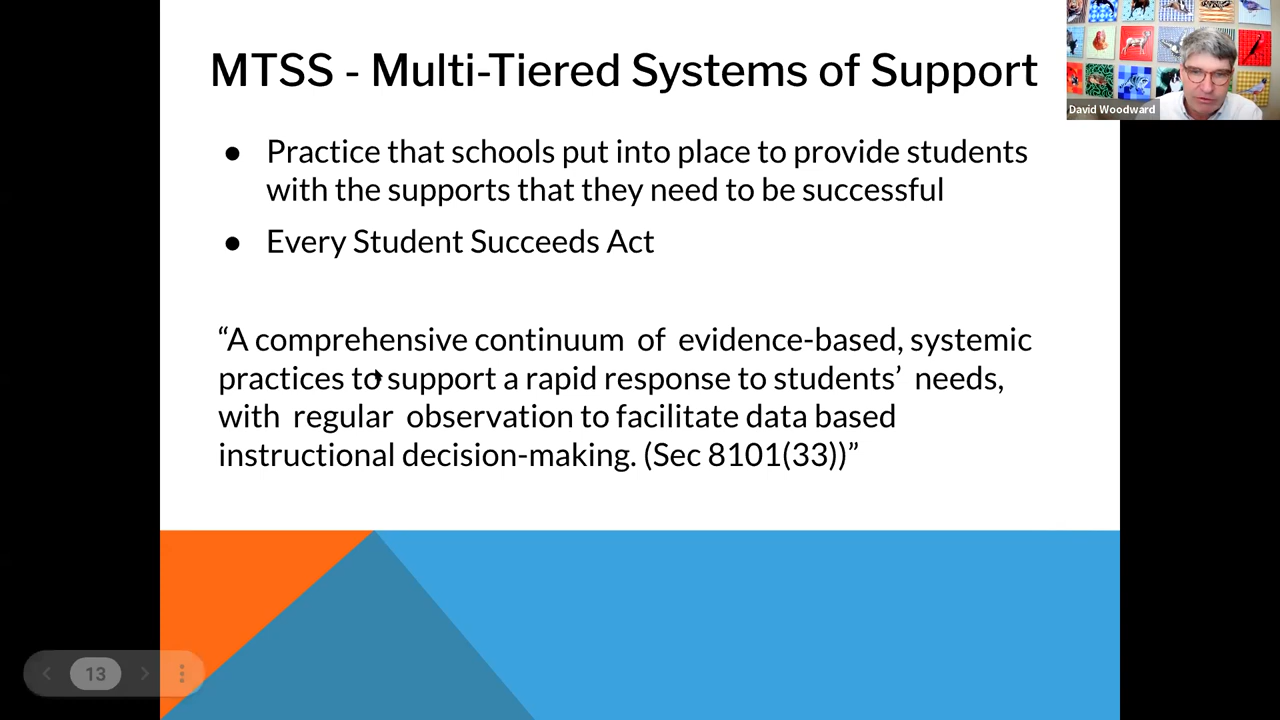 MTSS - Multi-Tiered Systems of Support
David Woodward
● Practice that schools put into place to provide students
with the supports that they need to be successful
● Every Student Succeeds Act
“A comprehensive continuum of evidence-based, systemic
practices to support a rapid response to students’ needs,
with regular observation to facilitate data based
instructional decision-making. (Sec 8101(33))”
13